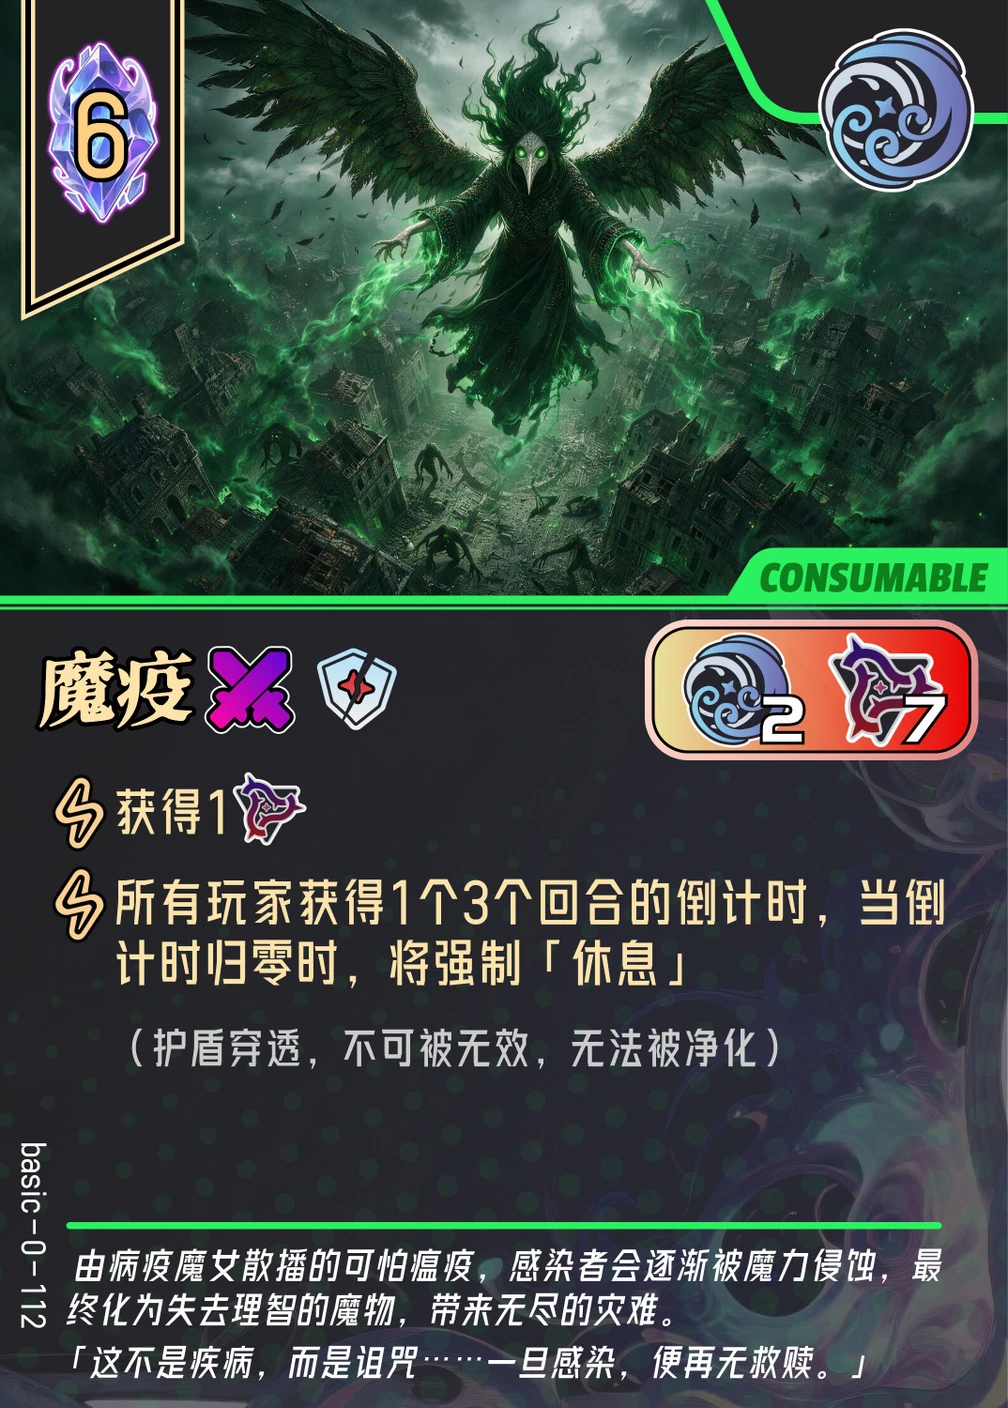 6
CONSUMABLE
魔疫
2
7
获得1
所有玩家获得1个3个回合的倒计时，当倒
计时归零时，将强制「休息」
（护盾穿透，不可被无效，无法被净化）
basic-0-112
由病疫魔女散播的可怕瘟疫，感染者会逐渐被魔力侵蚀，最
终化为失去理智的魔物，带来无尽的灾难。
「这不是疾病，而是诅咒……一旦感染，便再无救赎。」